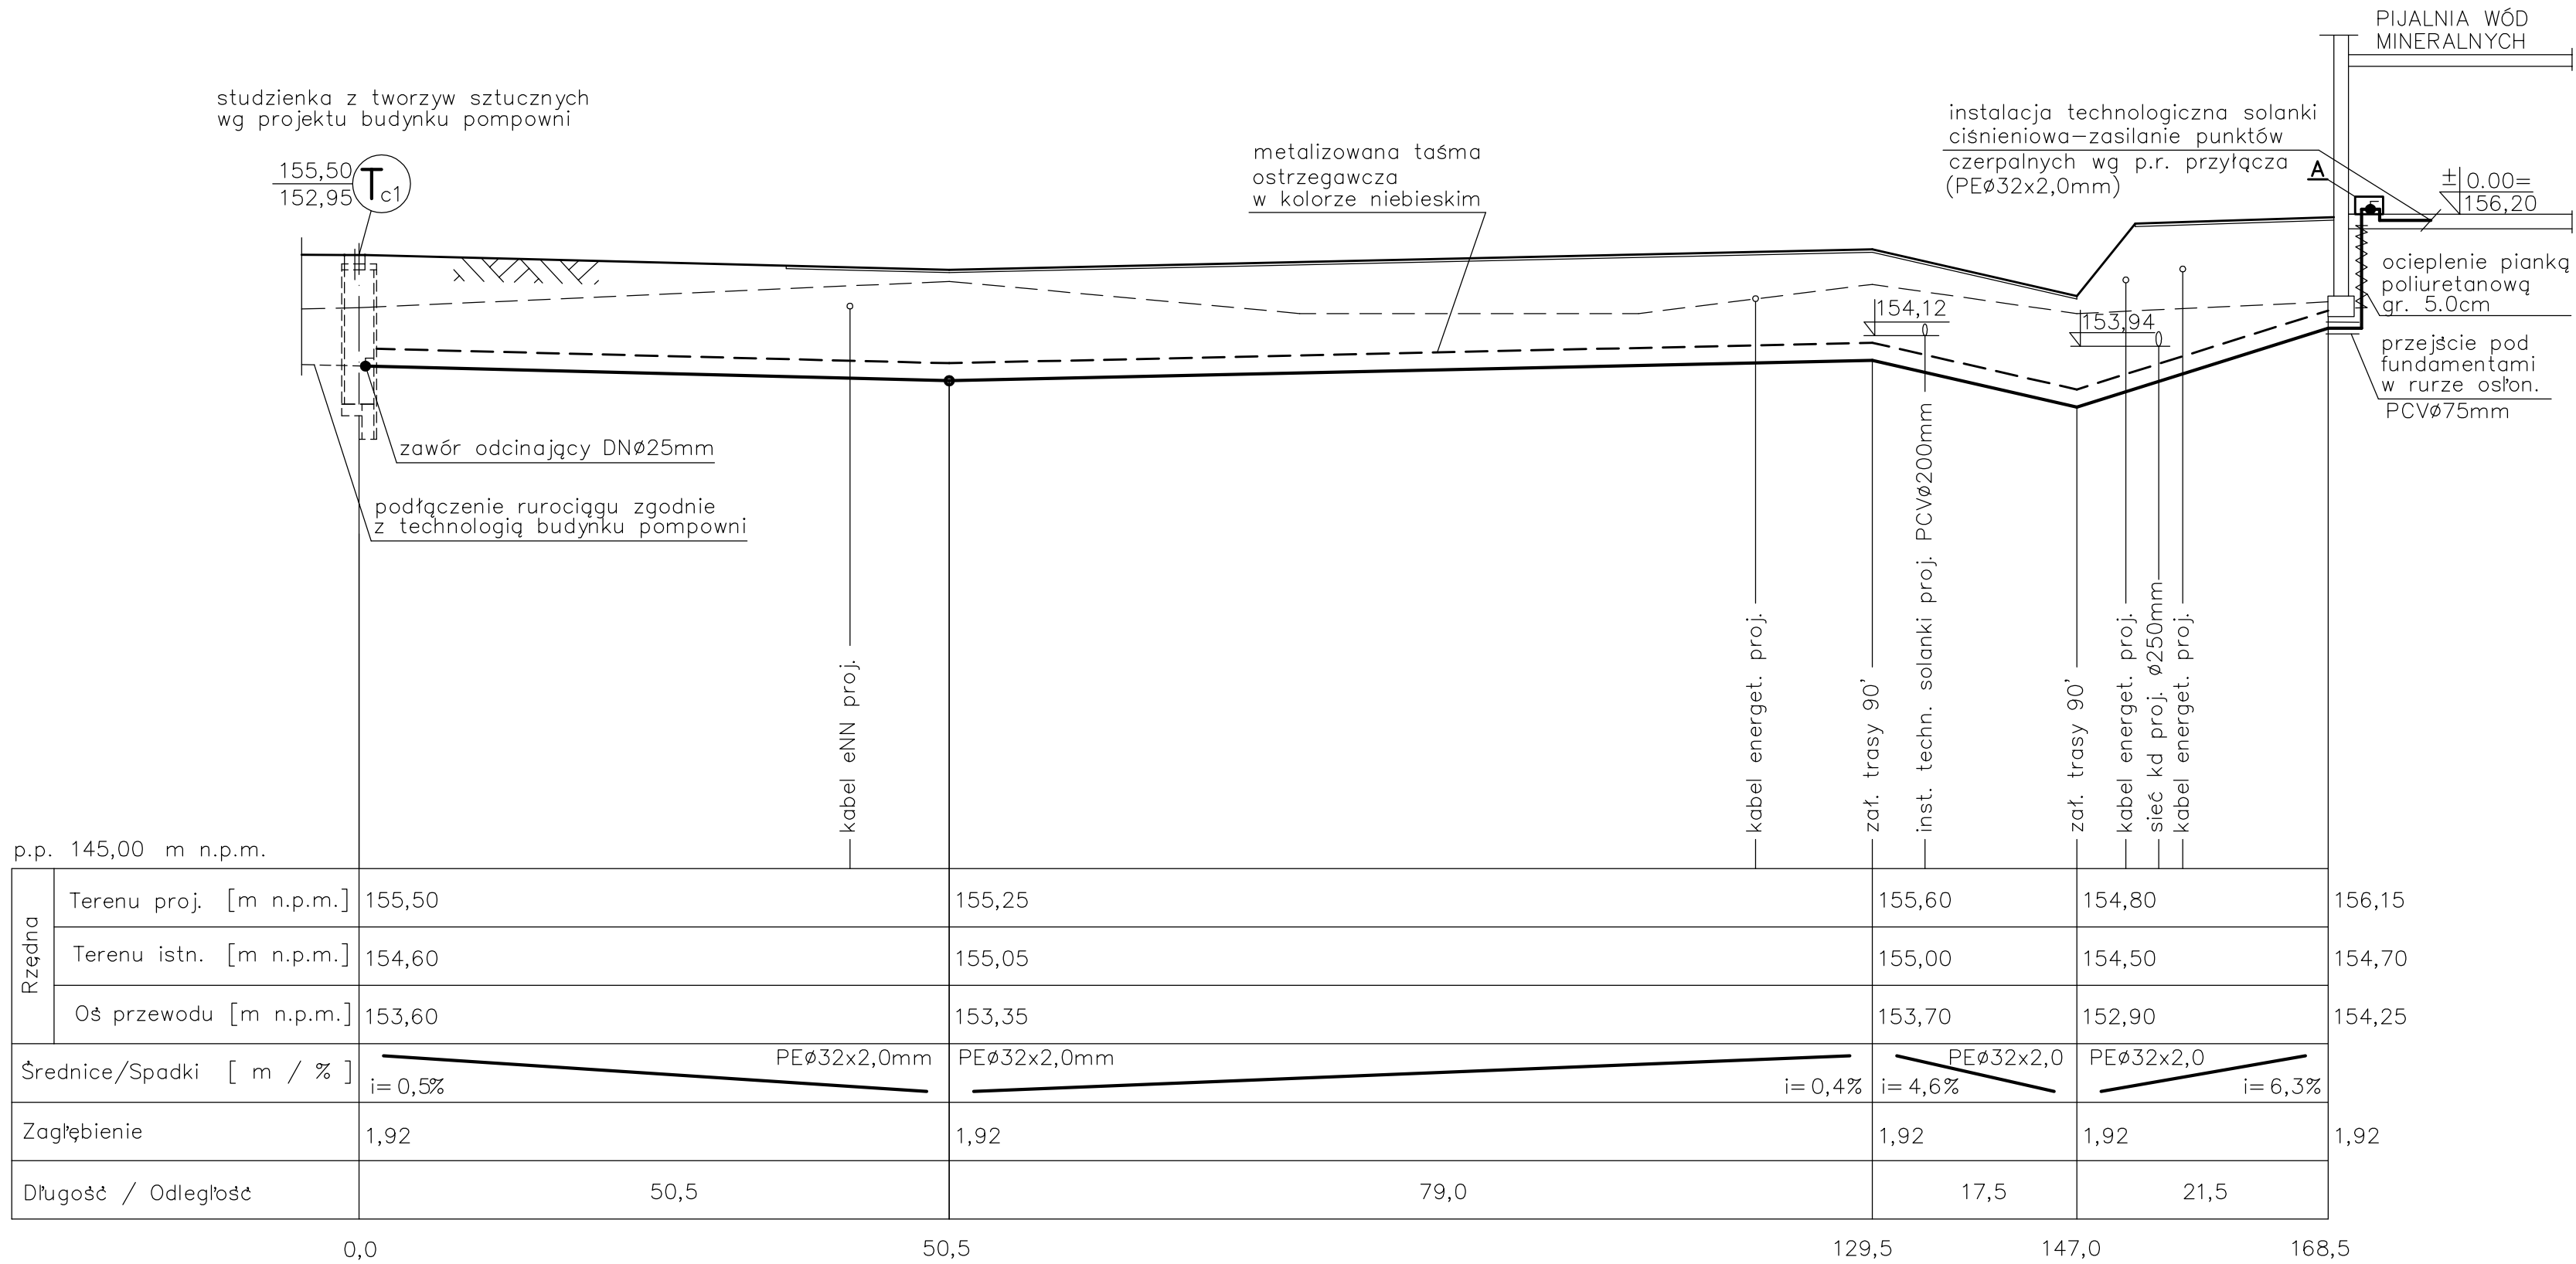 PIJALNIA WÓD
MINERALNYCH
studzienka z tworzyw sztucznych
wg projektu budynku pompowni
155,50
152,95
Tc1
metalizowana taśma
ostrzegawcza
w kolorze niebieskim
instalacja technologiczna solanki
ciśnieniowa-zasilanie punktów
czerpalnych wg p.r. przyłącza
(PEø32x2,0mm)
A
± 0.00=
156,20
ocieplenie pianką
poliuretanową
gr. 5.0cm
154,12
153,94
przejście pod
fundamentami
w rurze osłon.
PCVø75mm
zawór odcinający DNø25mm
podłączenie rurociągu zgodnie
z technologią budynku pompowni
kabel eNN proj.
kabel energet. proj.
zał. trasy 90'
inst. techn. solanki proj. PCVø200mm
zał. trasy 90'
kabel energet. proj.
sieć kd proj. ø250mm
kabel energet. proj.
p.p. 145,00 m n.p.m.
Rzędna
Terenu proj. [m n.p.m.] 155,50 155,25 155,60 154,80 156,15
Terenu istn. [m n.p.m.] 154,60 155,05 155,00 154,50 154,70
Oś przewodu [m n.p.m.] 153,60 153,35 153,70 152,90 154,25
Średnice/Spadki [ m / % ]
PEø32x2,0mm PEø32x2,0mm PEø32x2,0 PEø32x2,0
i=0,5% i=0,4% i=4,6% i=6,3%
Zagłębienie 1,92 1,92 1,92 1,92 1,92
Długość / Odległość 50,5 79,0 17,5 21,5
0,0 50,5 129,5 147,0 168,5